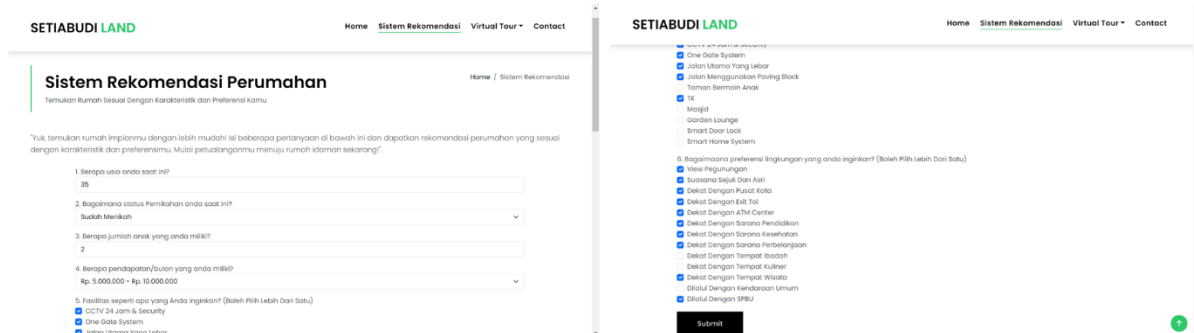 SETIABUDI LAND
Home Sistem Rekomendasi Virtual Tour Contact
Sistem Rekomendasi Perumahan
Temukan Rumah Sesuai Dengan Karakteristik dan Preferensi Kamu
Home / Sistem Rekomendasi
"Yuk, temukan rumah impianmu dengan lebih mudah! Isi beberapa pertanyaan di bawah ini dan dapatkan rekomendasi perumahan yang sesuai
dengan karakteristik dan preferensimu. Mulai petualanganmu menuju rumah idaman sekarang!".
1. Berapa usia anda saat ini?
35
2. Bagaimana status Pernikahan anda saat ini?
Sudah Menikah
3. Berapa jumlah anak yang anda miliki?
2
4. Berapa pendapatan/bulan yang anda miliki?
Rp. 5.000.000 - Rp. 10.000.000
5. Fasilitas seperti apa yang Anda inginkan? (Boleh Pilih Lebih Dari Satu)
CCTV 24 Jam & Security
One Gate System
Jalan Utama Yang Lebar
SETIABUDI LAND
Home Sistem Rekomendasi Virtual Tour Contact
CCTV 24 Jam & Security
One Gate System
Jalan Utama Yang Lebar
Jalan Menggunakan Paving Block
Taman Bermain Anak
TK
Masjid
Garden Lounge
Smart Door Lock
Smart Home System
6. Bagaimaana preferensi lingkungan yang anda inginkan? (Boleh Pilih Lebih Dari Satu)
View Pegunungan
Suasana Sejuk Dan Asri
Dekat Dengan Pusat Kota
Dekat Dengan Exit Tol
Dekat Dengan ATM Center
Dekat Dengan Sarana Pendidikan
Dekat Dengan Sarana Kesehatan
Dekat Dengan Sarana Perbelanjaan
Dekat Dengan Tempat Ibadah
Dekat Dengan Tempat Kuliner
Dekat Dengan Tempat Wisata
Dilalui Dengan Kendaraan Umum
Dilalui Dengan SPBU
Submit